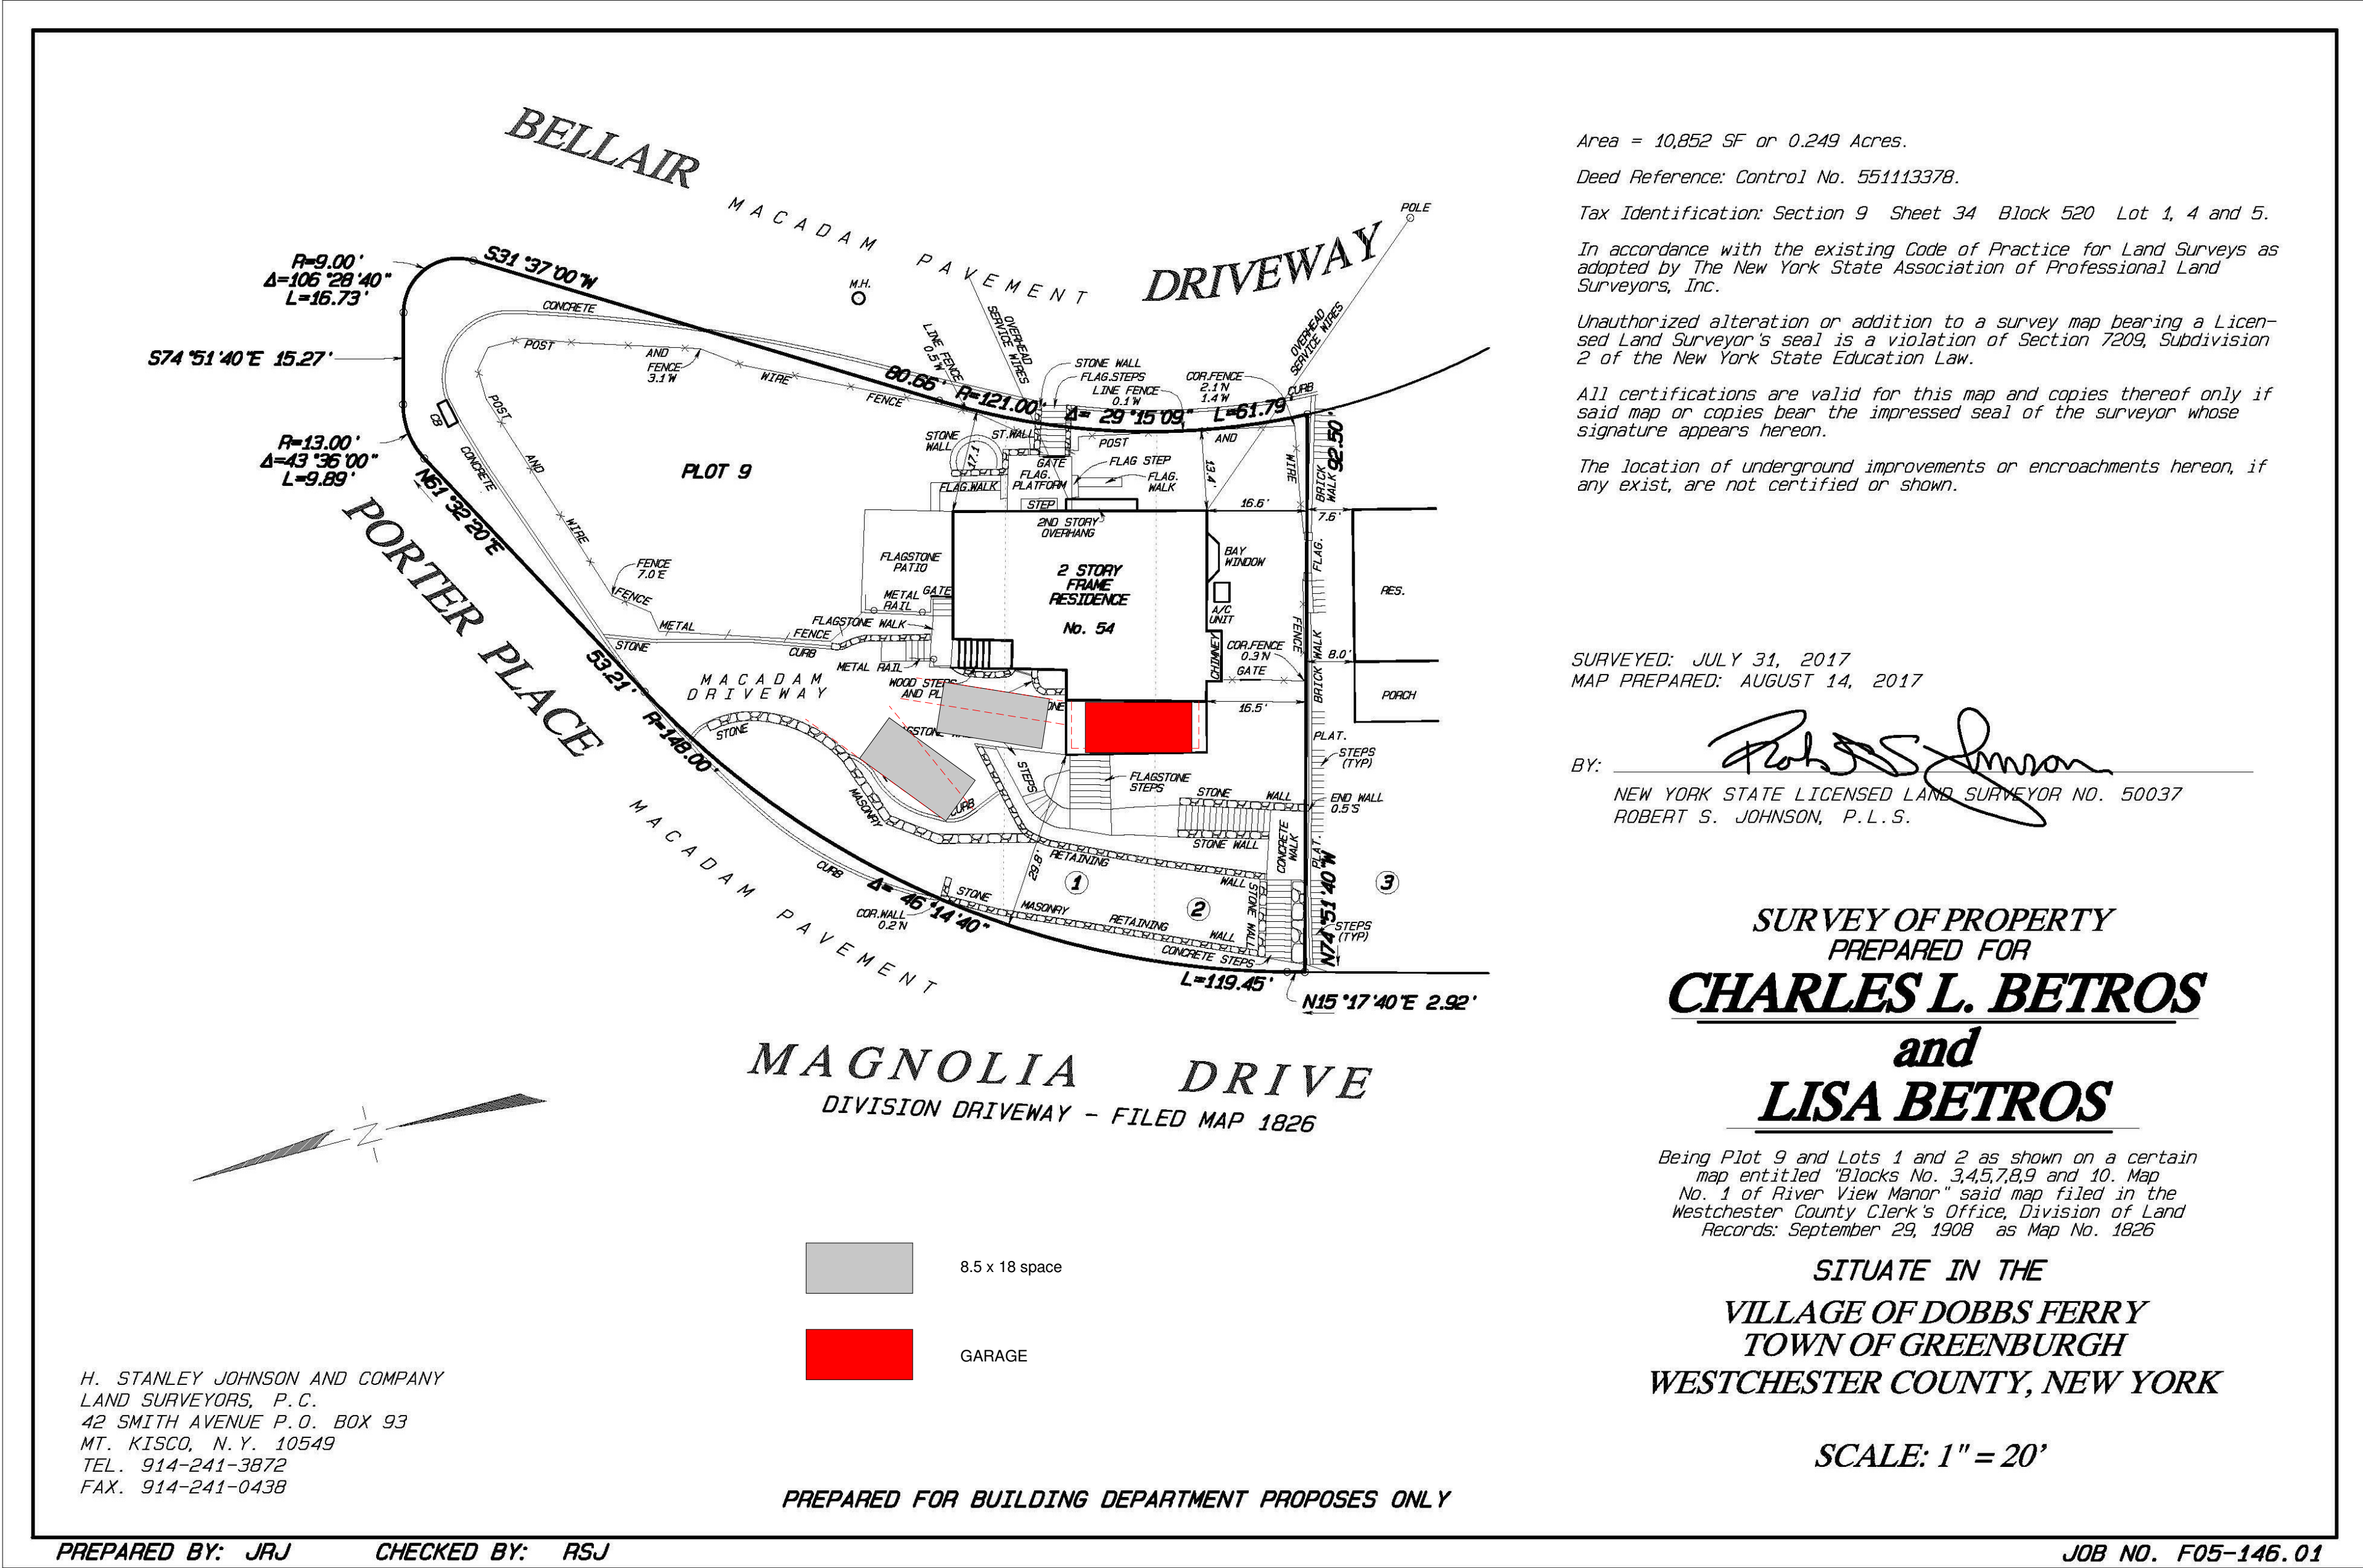 BELLAIR
MACADAM PAVEMENT
DRIVEWAY
POLE
M.H.
R=9.00'
Δ=106°28'40"
L=16.73'
S31°37'00"W
CONCRETE
S74°51'40"E 15.27'
R=13.00'
Δ=43°36'00"
L=9.89'
N61°32'20"E
POST
AND
FENCE
3.1'W
WIRE
FENCE
80.66'
LINE FENCE
0.5'W
OVERHEAD
SERVICE WIRES
OVERHEAD
SERVICE WIRES
STONE WALL
FLAG.STEPS
LINE FENCE
0.1'W
COR.FENCE
2.1'N
1.4'W
CURB
R=121.00'
Δ= 29°15'09"
L=61.79'
92.50'
CB
CONCRETE
POST
AND
WIRE
FENCE
7.0'E
FENCE
PLOT 9
STONE
WALL
ST.WALL
17.1'
POST
AND
WIRE
FENCE
GATE
FLAG.
PLATFORM
FLAG STEP
FLAG.
WALK
FLAG.WALK
STEP
13.4'
BRICK
WALK
16.6'
7.6'
2ND STORY
OVERHANG
FLAGSTONE
PATIO
BAY
WINDOW
FLAG.
2 STORY
FRAME
RESIDENCE
No. 54
METAL
RAIL
GATE
A/C
UNIT
RES.
FLAGSTONE WALK
METAL
FENCE
STONE
CURB
METAL RAIL
CHIMNEY
COR.FENCE
0.3'N
GATE
BRICK WALK
8.0'
PORCH
MACADAM
DRIVEWAY
WOOD STEPS
AND PL
16.5'
PORTER PLACE
53.21'
R=148.00'
STONE
MASONRY
CURB
STEPS
FLAGSTONE
STEPS
PLAT.
STEPS
(TYP)
STONE
WALL
END WALL
0.5'S
STONE WALL
CONCRETE
WALK
PLAT.
RETAINING
WALL
29.8'
1
2
3
STONE WALL
N74°51'40"W
MACADAM PAVEMENT
CURB
Δ= 46°14'40"
COR.WALL
0.2'N
STONE
MASONRY
RETAINING
WALL
CONCRETE STEPS
STEPS
(TYP)
L=119.45'
N15°17'40"E 2.92'
MAGNOLIA DRIVE
DIVISION DRIVEWAY - FILED MAP 1826
N
8.5 x 18 space
GARAGE
H. STANLEY JOHNSON AND COMPANY
LAND SURVEYORS, P.C.
42 SMITH AVENUE P.O. BOX 93
MT. KISCO, N.Y. 10549
TEL. 914-241-3872
FAX. 914-241-0438
PREPARED FOR BUILDING DEPARTMENT PROPOSES ONLY
Area = 10,852 SF or 0.249 Acres.
Deed Reference: Control No. 551113378.
Tax Identification: Section 9 Sheet 34 Block 520 Lot 1, 4 and 5.
In accordance with the existing Code of Practice for Land Surveys as
adopted by The New York State Association of Professional Land
Surveyors, Inc.
Unauthorized alteration or addition to a survey map bearing a Licen-
sed Land Surveyor's seal is a violation of Section 7209, Subdivision
2 of the New York State Education Law.
All certifications are valid for this map and copies thereof only if
said map or copies bear the impressed seal of the surveyor whose
signature appears hereon.
The location of underground improvements or encroachments hereon, if
any exist, are not certified or shown.
SURVEYED: JULY 31, 2017
MAP PREPARED: AUGUST 14, 2017
BY:
NEW YORK STATE LICENSED LAND SURVEYOR NO. 50037
ROBERT S. JOHNSON, P.L.S.
SURVEY OF PROPERTY
PREPARED FOR
CHARLES L. BETROS
and
LISA BETROS
Being Plot 9 and Lots 1 and 2 as shown on a certain
map entitled "Blocks No. 3,4,5,7,8,9 and 10. Map
No. 1 of River View Manor" said map filed in the
Westchester County Clerk's Office, Division of Land
Records: September 29, 1908 as Map No. 1826
SITUATE IN THE
VILLAGE OF DOBBS FERRY
TOWN OF GREENBURGH
WESTCHESTER COUNTY, NEW YORK
SCALE: 1" = 20'
PREPARED BY: JRJ
CHECKED BY: RSJ
JOB NO. F05-146.01